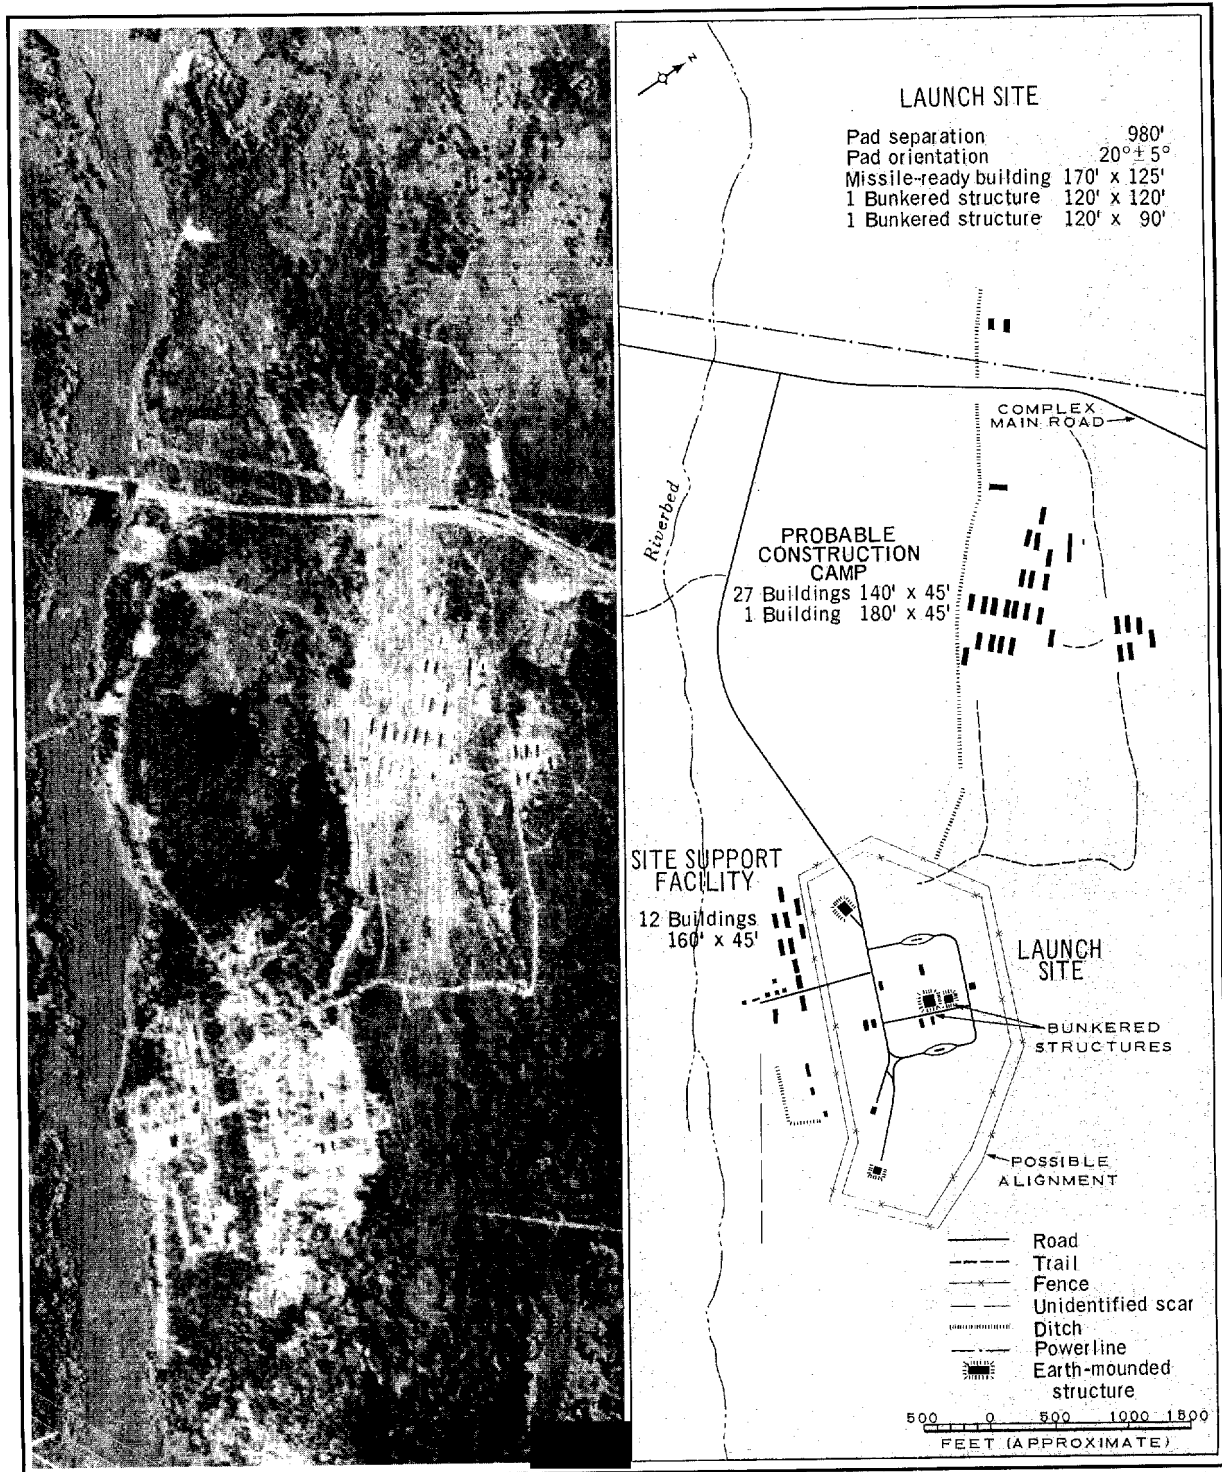 N
LAUNCH SITE
Pad separation 980'
Pad orientation 20° ± 5°
Missile-ready building 170' x 125'
1 Bunkered structure 120' x 120'
1 Bunkered structure 120' x 90'
COMPLEX
MAIN ROAD
Riverbed
PROBABLE
CONSTRUCTION
CAMP
27 Buildings 140' x 45'
1 Building 180' x 45'
SITE SUPPORT
FACILITY
12 Buildings
160' x 45'
LAUNCH
SITE
BUNKERED
STRUCTURES
POSSIBLE
ALIGNMENT
Road
Trail
Fence
Unidentified scar
Ditch
Powerline
Earth-mounded
structure
500 0 500 1000 1500
FEET (APPROXIMATE)